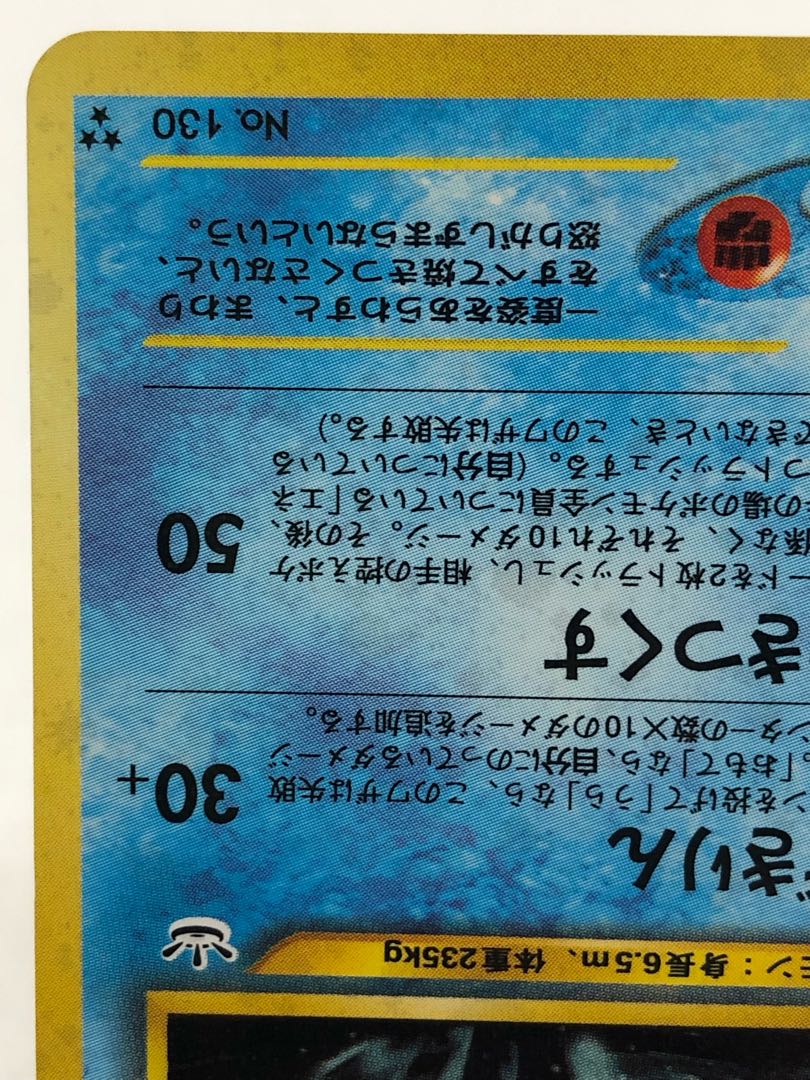 モン：身長6.5m、体重235kg
きりん
ンを投げて「うら」なら、このワザは失敗
。「おもて」なら、自分にのっているダメージ
ンターの数×10のダメージを追加する。
30+
きつくす
ードを2枚トラッシュし、相手の控えポケ
係なく、それぞれ10ダメージ。その後、
の場のポケモン全員についている「エネ
つトラッシュする。（自分についている
できないとき、このワザは失敗する。）
50
一度姿をあらわすと、まわり
をすべて焼きつくさないと、
怒りがしずまらないという。
No. 130 ★★★